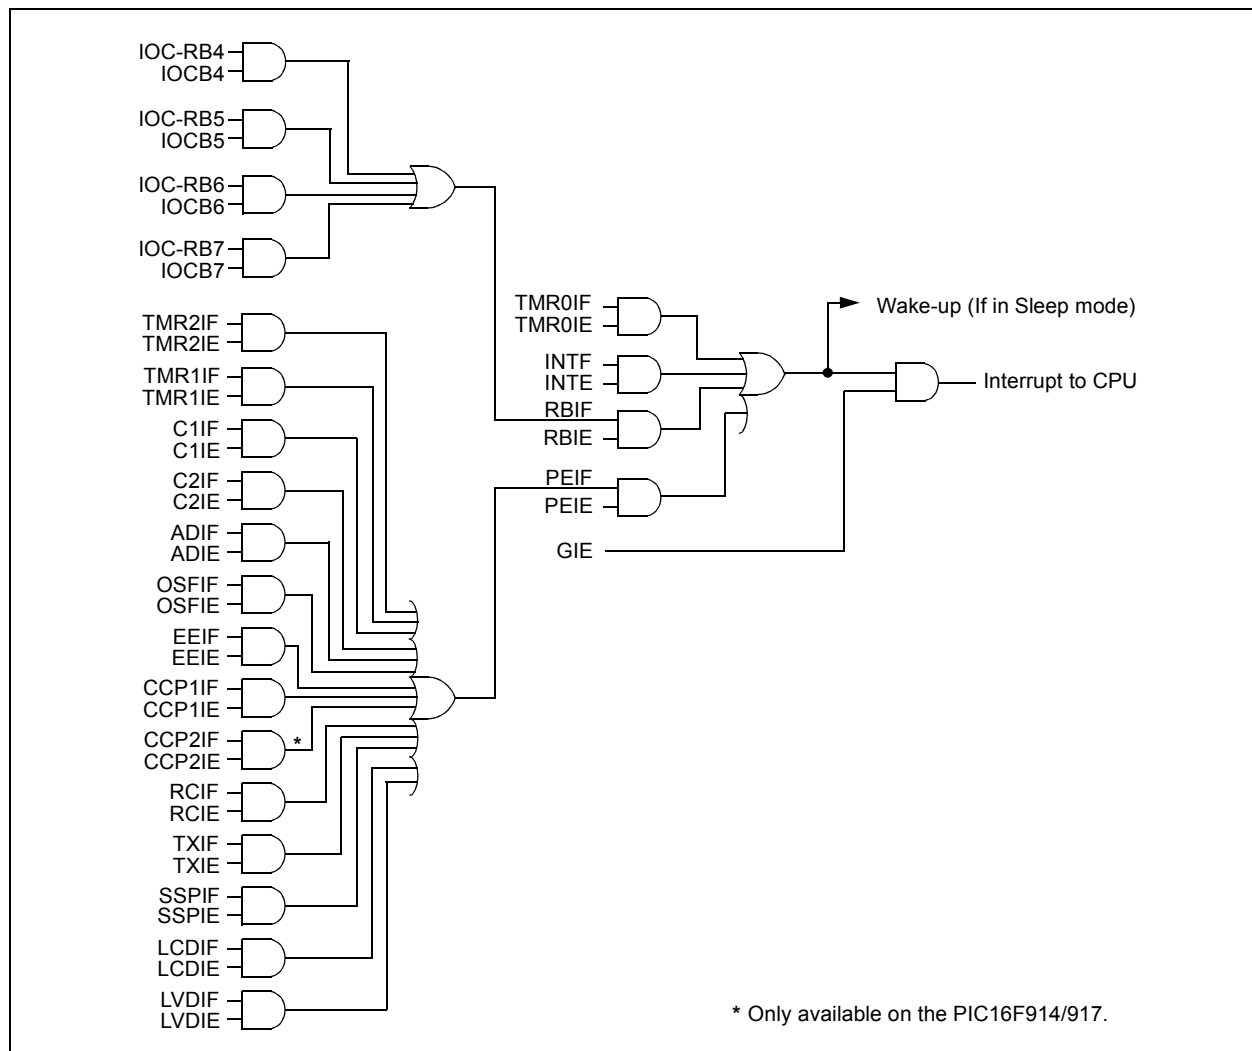 IOC-RB4
IOCB4
IOC-RB5
IOCB5
IOC-RB6
IOCB6
IOC-RB7
IOCB7
TMR2IF
TMR2IE
TMR1IF
TMR1IE
C1IF
C1IE
C2IF
C2IE
ADIF
ADIE
OSFIF
OSFIE
EEIF
EEIE
CCP1IF
CCP1IE
CCP2IF
CCP2IE
*
RCIF
RCIE
TXIF
TXIE
SSPIF
SSPIE
LCDIF
LCDIE
LVDIF
LVDIE
TMR0IF
TMR0IE
INTF
INTE
RBIF
RBIE
PEIF
PEIE
GIE
Wake-up (If in Sleep mode)
Interrupt to CPU
* Only available on the PIC16F914/917.